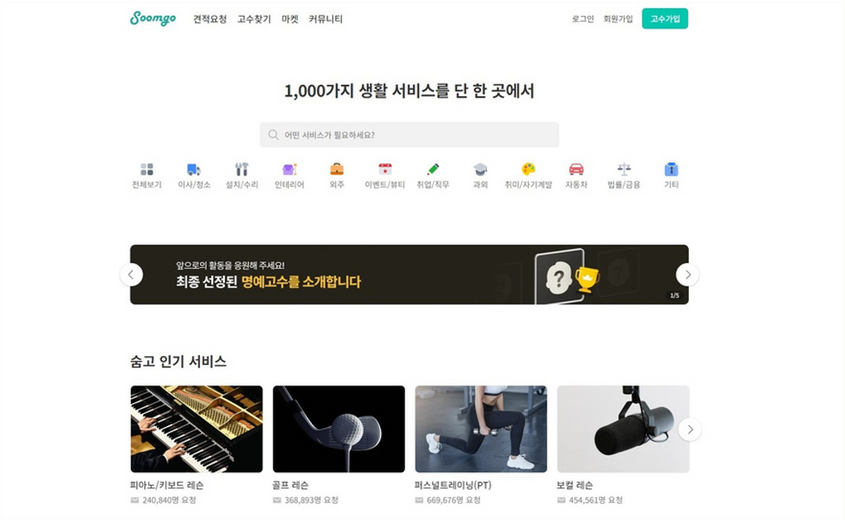 Soomgo
견적요청 고수찾기 마켓 커뮤니티
로그인 회원가입 고수가입
1,000가지 생활 서비스를 단 한 곳에서
어떤 서비스가 필요하세요?
전체보기 이사/청소 설치/수리 인테리어 외주 이벤트/뷰티 취업/직무 과외 취미/자기계발 자동차 법률/금융 기타
앞으로의 활동을 응원해 주세요!
최종 선정된 명예고수를 소개합니다
?
1/5
숨고 인기 서비스
피아노/키보드 레슨
240,840명 요청
골프 레슨
368,893명 요청
퍼스널트레이닝(PT)
669,676명 요청
보컬 레슨
454,561명 요청